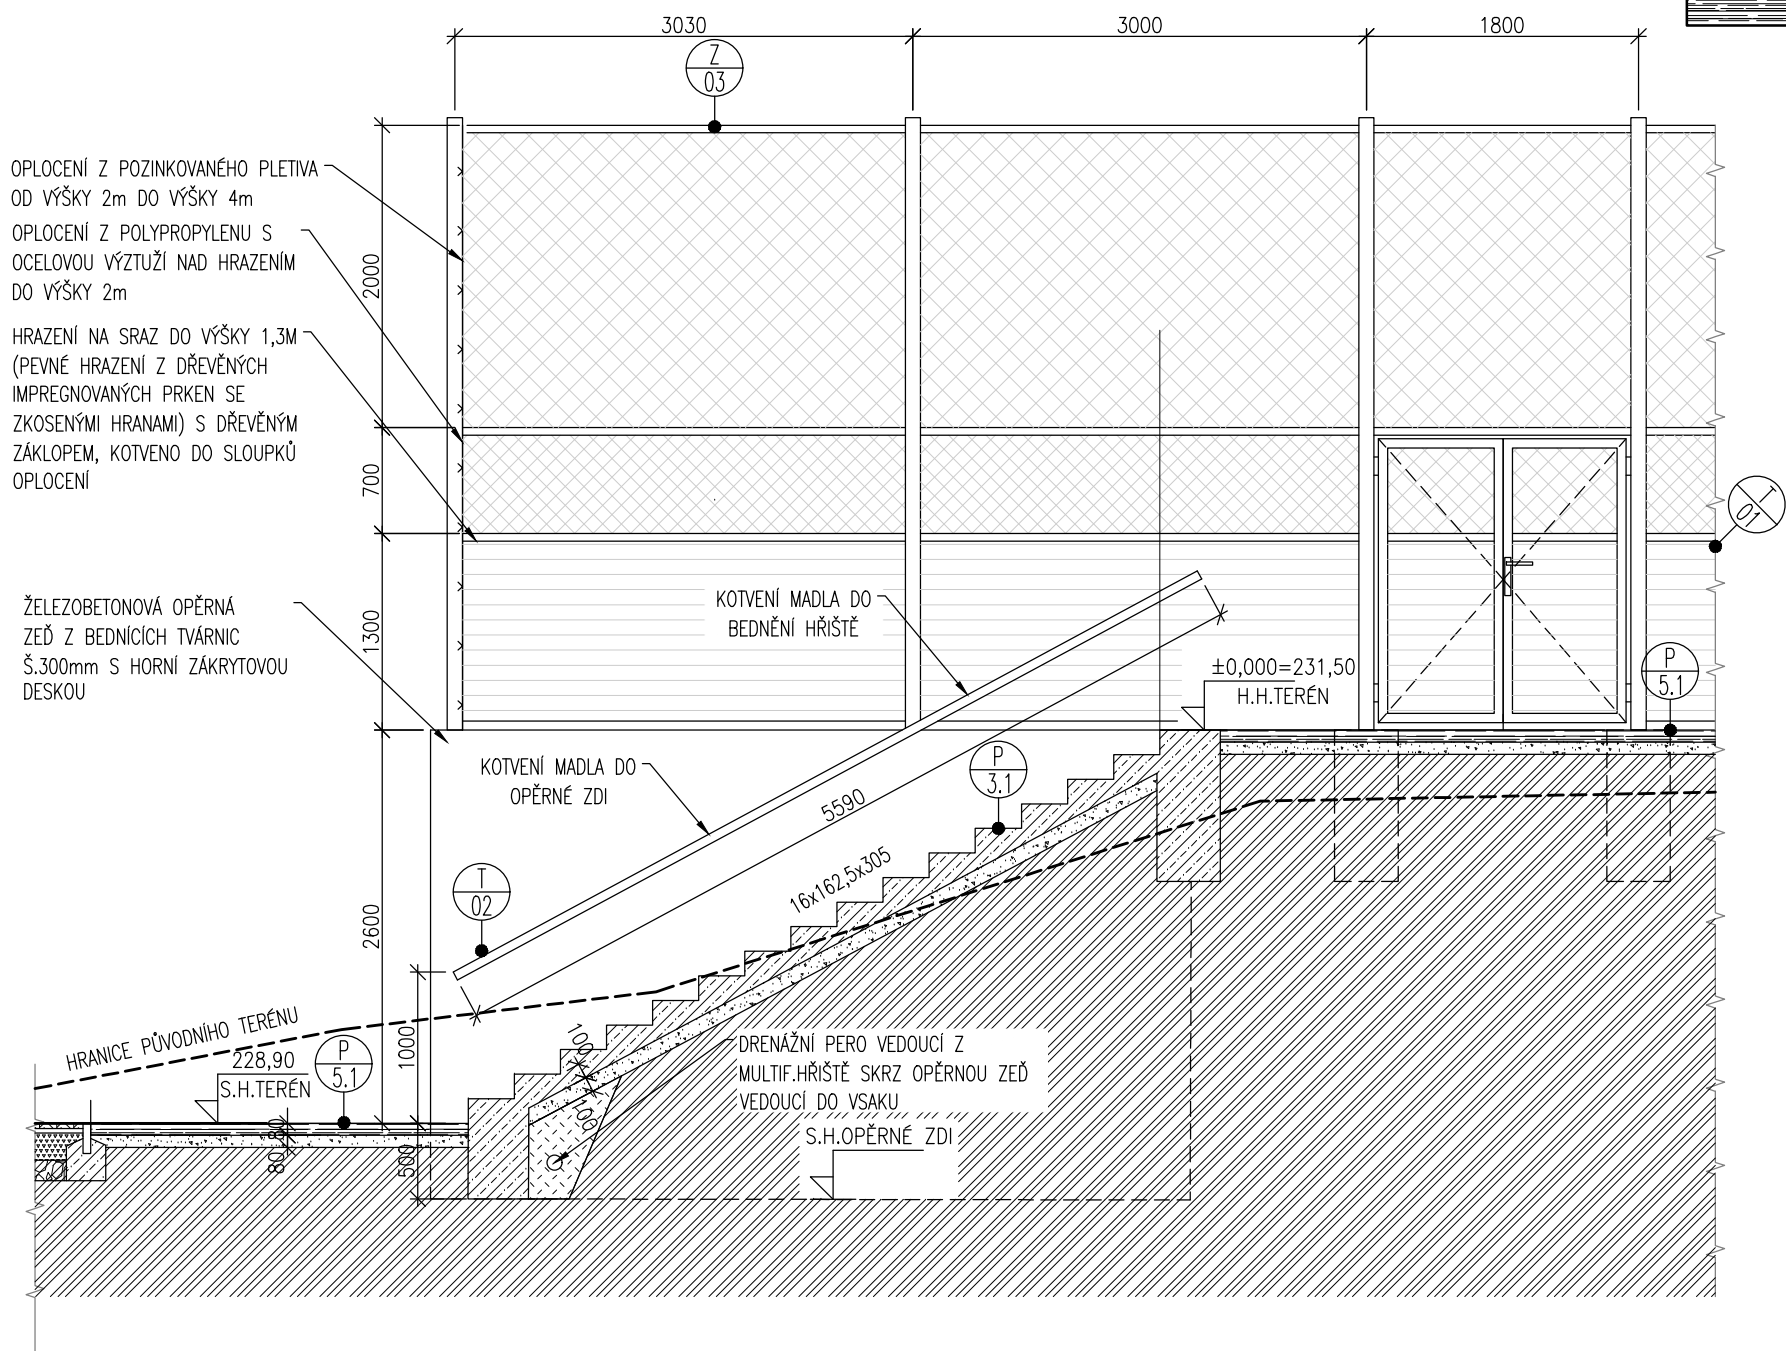 3030
3000
1800
Z
03
OPLOCENÍ Z POZINKOVANÉHO PLETIVA
OD VÝŠKY 2m DO VÝŠKY 4m
OPLOCENÍ Z POLYPROPYLENU S
OCELOVOU VÝZTUŽÍ NAD HRAZENÍM
DO VÝŠKY 2m
HRAZENÍ NA SRAZ DO VÝŠKY 1,3M
(PEVNÉ HRAZENÍ Z DŘEVĚNÝCH
IMPREGNOVANÝCH PRKEN SE
ZKOSENÝMI HRANAMI) S DŘEVĚNÝM
ZÁKLOPEM, KOTVENO DO SLOUPKŮ
OPLOCENÍ
2000
700
1300
2600
T
01
ŽELEZOBETONOVÁ OPĚRNÁ
ZEĎ Z BEDNÍCÍCH TVÁRNIC
Š.300mm S HORNÍ ZÁKRYTOVOU
DESKOU
KOTVENÍ MADLA DO
BEDNĚNÍ HŘIŠTĚ
±0,000=231,50
H.H.TERÉN
P
5.1
KOTVENÍ MADLA DO
OPĚRNÉ ZDI
P
3.1
5590
16x162,5x305
T
02
HRANICE PŮVODNÍHO TERÉNU
228,90
S.H.TERÉN
P
5.1
1000
500
80
80
100
100
DRENÁŽNÍ PERO VEDOUCÍ Z
MULTIF.HŘIŠTĚ SKRZ OPĚRNOU ZEĎ
VEDOUCÍ DO VSAKU
S.H.OPĚRNÉ ZDI